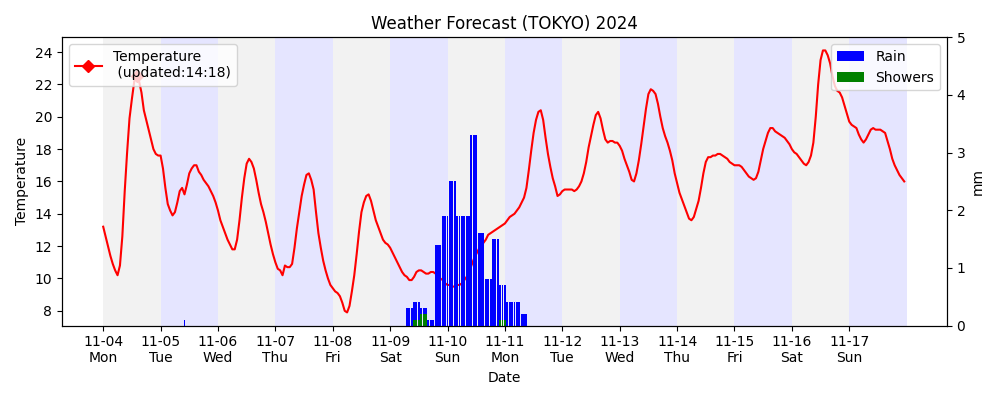 Weather Forecast (TOKYO) 2024
Temperature
(updated:14:18)
Rain
Showers
24
22
20
18
16
14
12
10
8
Temperature
5
4
3
2
1
0
mm
11-04 11-05 11-06 11-07 11-08 11-09 11-10 11-11 11-12 11-13 11-14 11-15 11-16 11-17
Mon Tue Wed Thu Fri Sat Sun Mon Tue Wed Thu Fri Sat Sun
Date